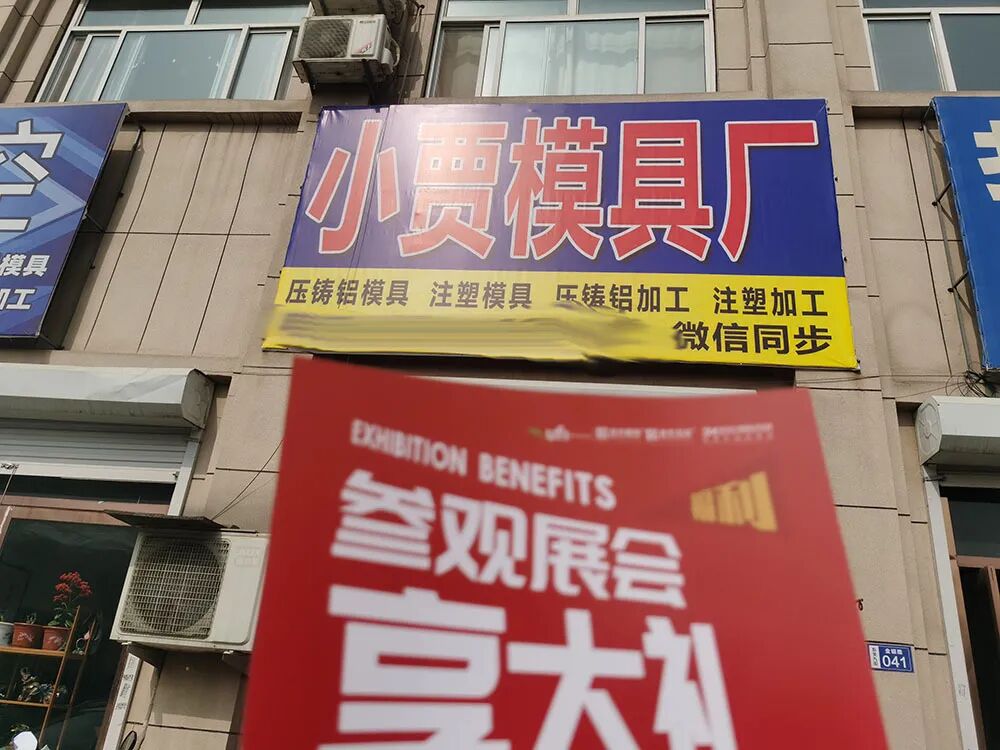 小贾模具厂
压铸铝模具 注塑模具 压铸铝加工 注塑加工
微信同步
模具
加工
EXHIBITION BENEFITS
福利
参观展会
享大礼
041